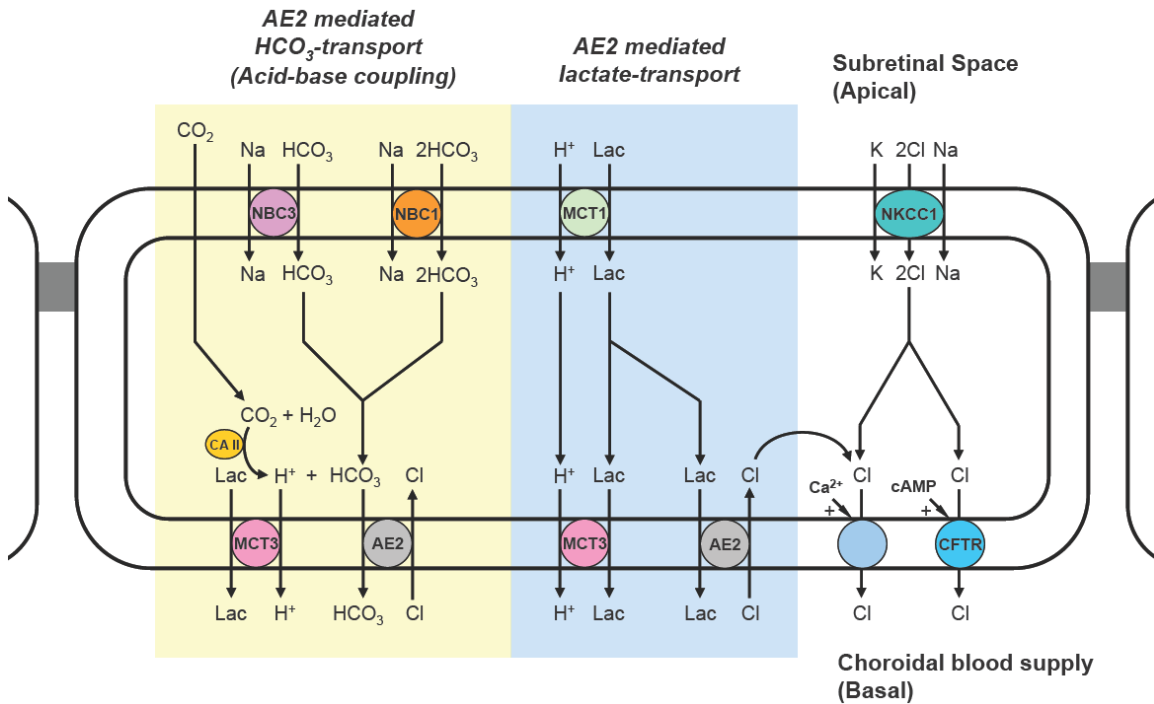 AE2 mediated
HCO₃-transport
(Acid-base coupling)
AE2 mediated
lactate-transport
Subretinal Space
(Apical)
CO₂
Na HCO₃ Na 2HCO₃ H⁺ Lac K 2Cl Na
NBC3 NBC1 MCT1 NKCC1
Na HCO₃ Na 2HCO₃ H⁺ Lac K 2Cl Na
CO₂ + H₂O
CA II
Lac H⁺ + HCO₃ Cl H⁺ Lac Lac Cl Cl Cl
Ca²⁺ cAMP
+ +
MCT3 AE2 MCT3 AE2 CFTR
Lac H⁺ HCO₃ Cl H⁺ Lac Lac Cl Cl Cl
Choroidal blood supply
(Basal)